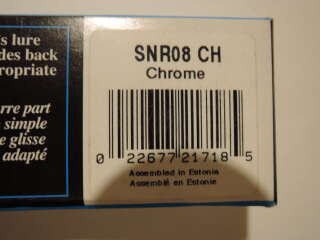 s lure
des back
ropriate
rre part
simple
e glisse
adapté
SNR08 CH
Chrome
0 22677 21718 5
Assembled in Estonia
Assemblé en Estonie